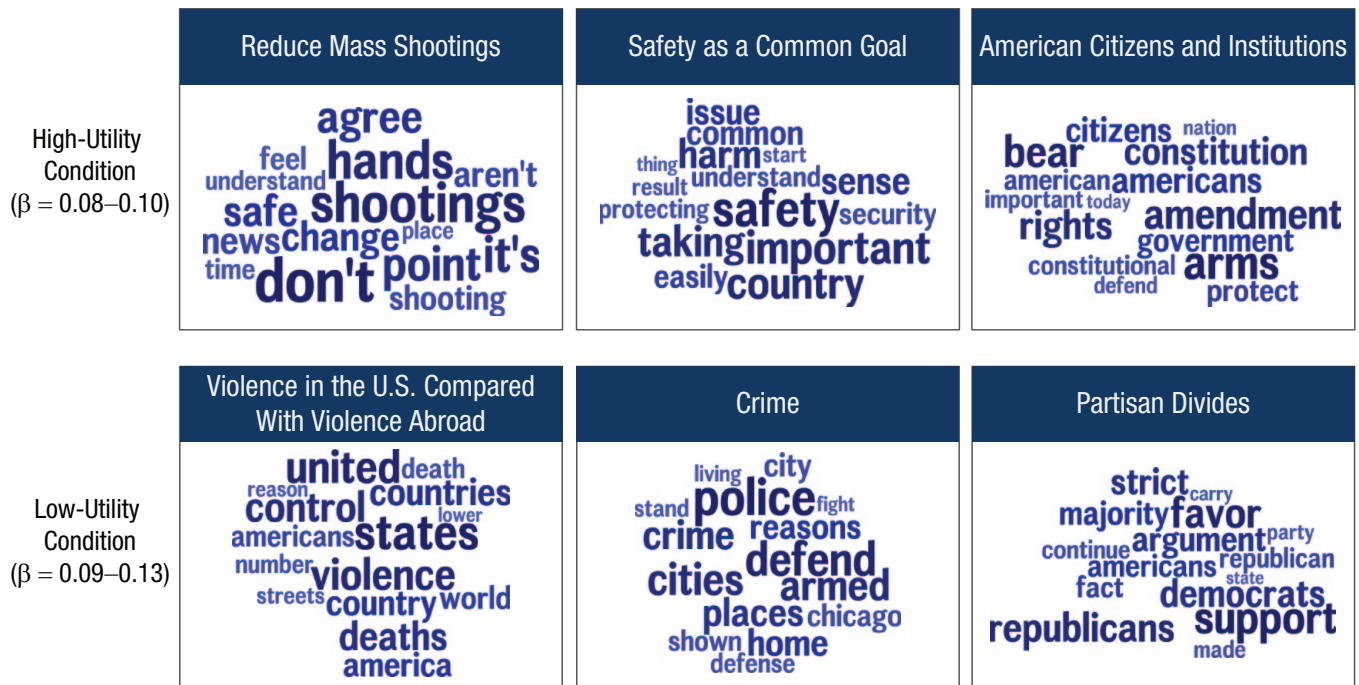 Reduce Mass Shootings
Safety as a Common Goal
American Citizens and Institutions
High-Utility
Condition
(β = 0.08–0.10)
agree
feel hands
understand aren't
safe shootings
news change place
time don't point it's
shooting
issue
common
thing harm start
result understand sense
protecting safety security
taking important
easily country
citizens nation
bear constitution
american americans
important today amendment
rights government
constitutional arms
defend protect
Violence in the U.S. Compared
With Violence Abroad
Crime
Partisan Divides
Low-Utility
Condition
(β = 0.09–0.13)
united death
reason countries
control lower
americans states
number violence
streets country world
deaths
america
living city
stand police fight
crime reasons
defend
cities armed
places chicago
shown home
defense
strict carry
majority favor
continue argument party
americans republican
fact state
democrats
republicans support
made